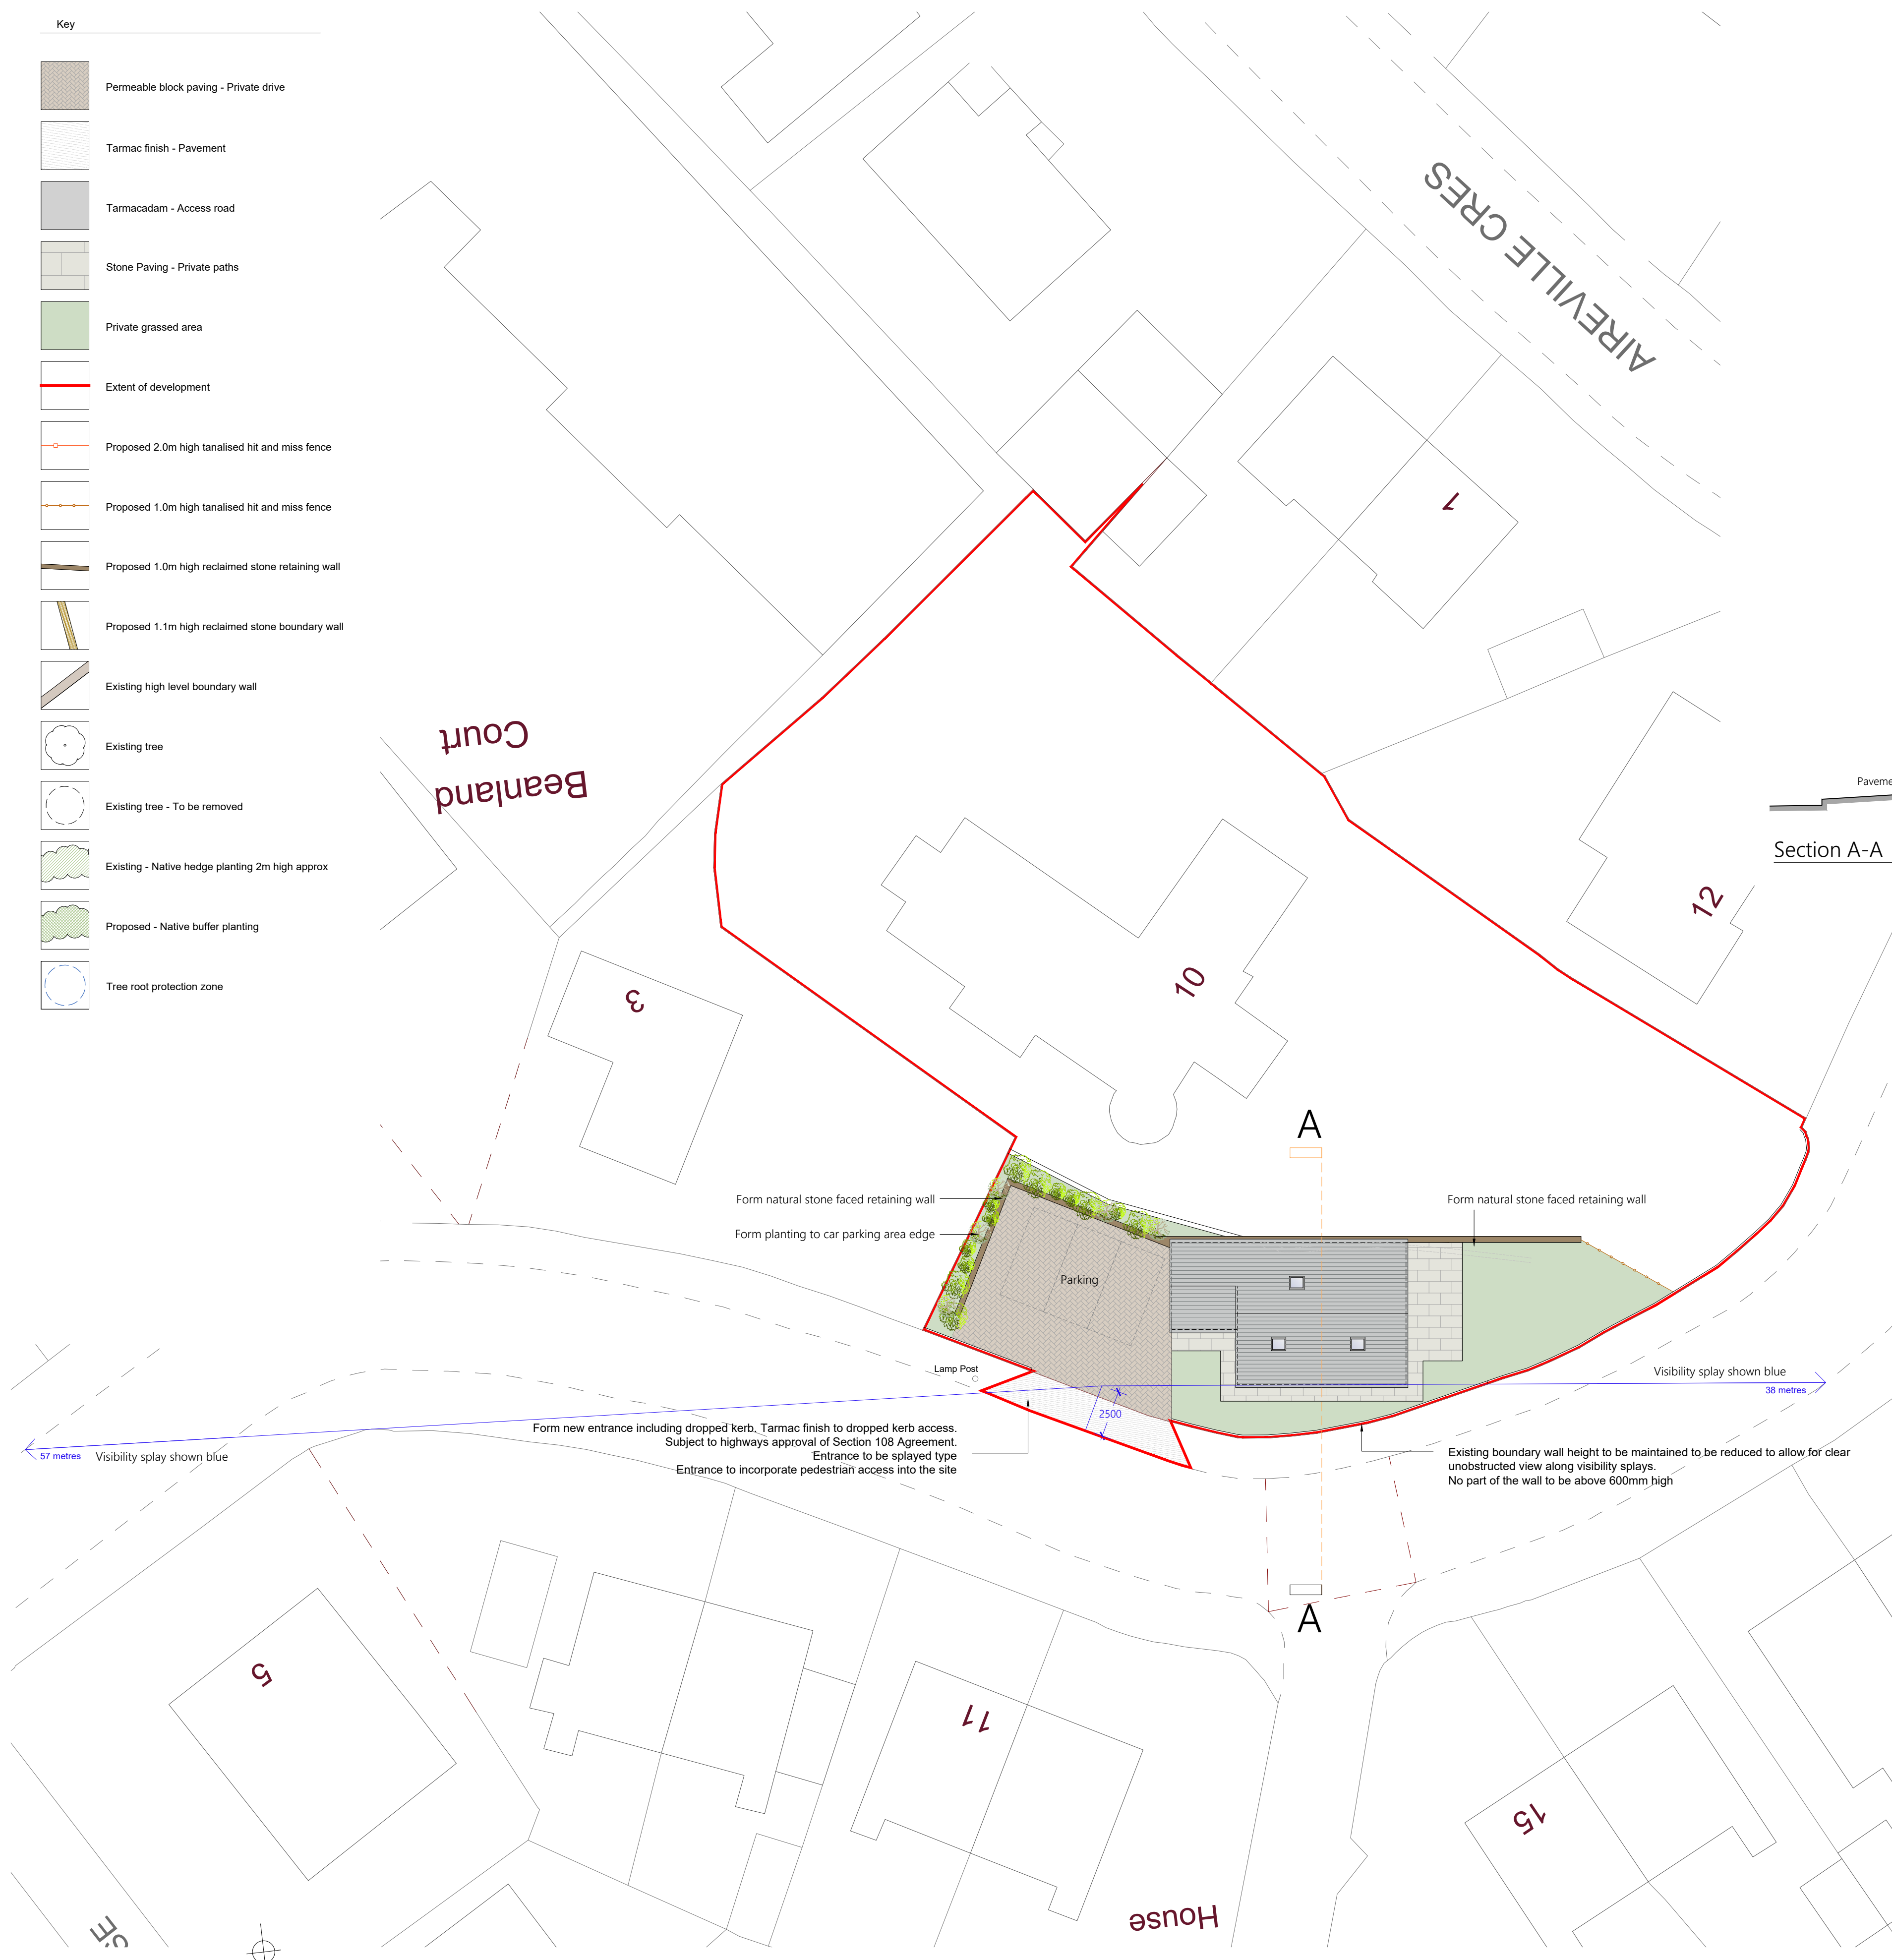 Key
Permeable block paving - Private drive
Tarmac finish - Pavement
Tarmacadam - Access road
Stone Paving - Private paths
Private grassed area
Extent of development
Proposed 2.0m high tanalised hit and miss fence
Proposed 1.0m high tanalised hit and miss fence
Proposed 1.0m high reclaimed stone retaining wall
Proposed 1.1m high reclaimed stone boundary wall
Existing high level boundary wall
Existing tree
Existing tree - To be removed
Existing - Native hedge planting 2m high approx
Proposed - Native buffer planting
Tree root protection zone
AIREVILLE CRES
1
Beanland
Court
Section A-A
12
10
3
A
Form natural stone faced retaining wall
Form natural stone faced retaining wall
Form planting to car parking area edge
Parking
Lamp Post
Visibility splay shown blue
38 metres
2500
Form new entrance including dropped kerb. Tarmac finish to dropped kerb access.
Subject to highways approval of Section 108 Agreement.
Entrance to be splayed type
Entrance to incorporate pedestrian access into the site
57 metres
Visibility splay shown blue
Existing boundary wall height to be maintained to be reduced to allow for clear
unobstructed view along visibility splays.
No part of the wall to be above 600mm high
A
5
11
15
House